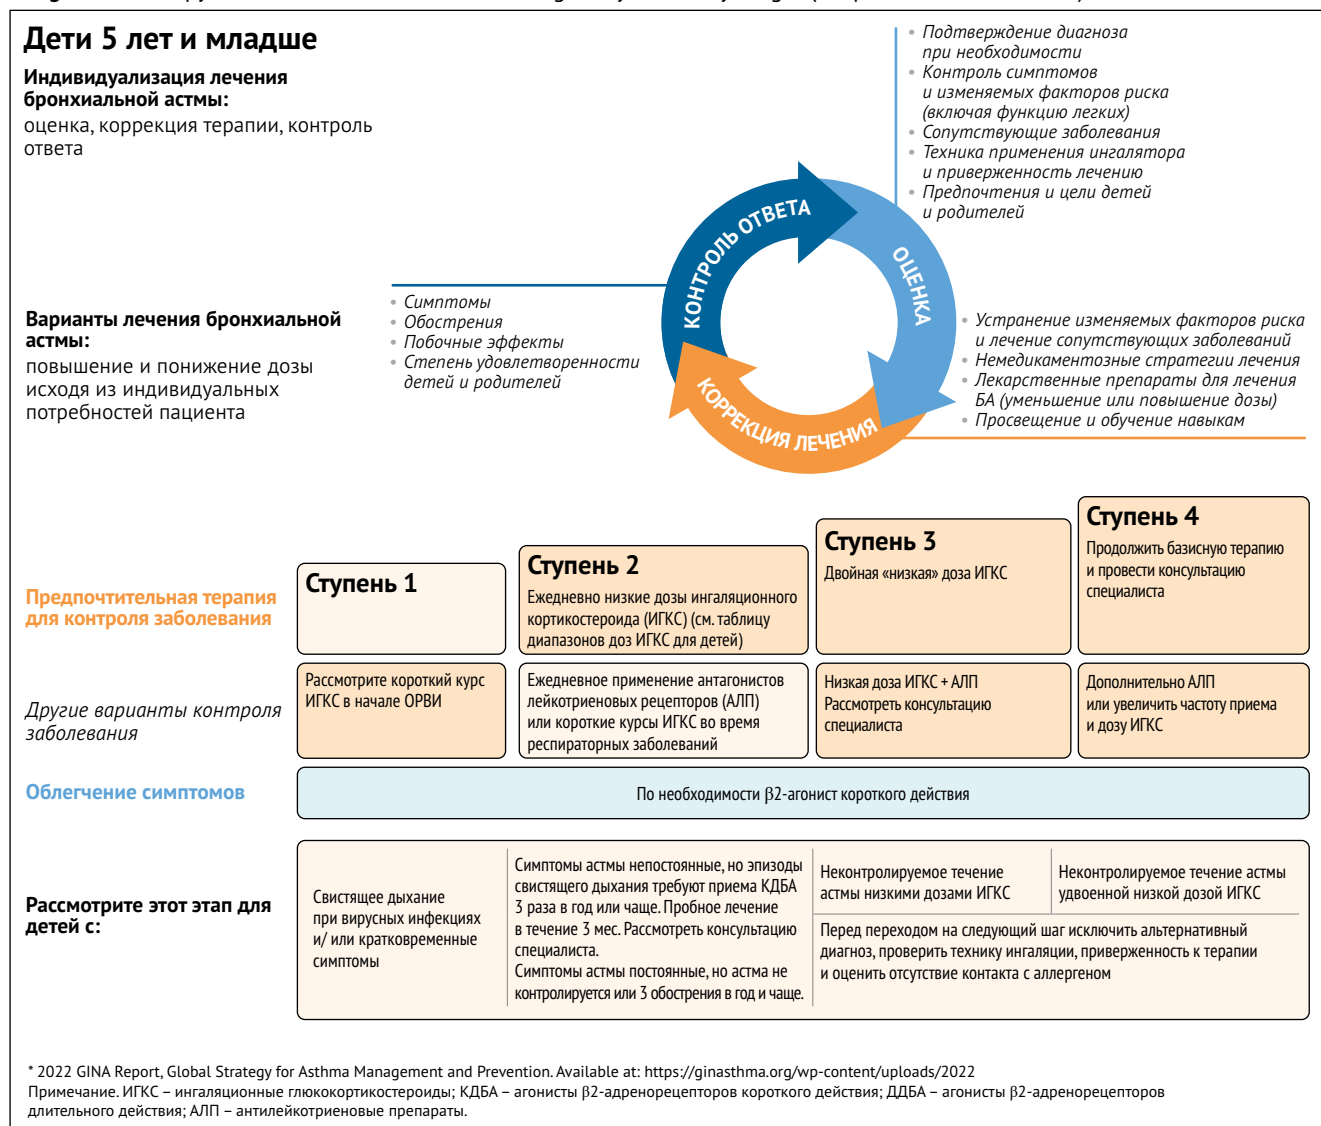 Дети 5 лет и младше
Индивидуализация лечения
бронхиальной астмы:
оценка, коррекция терапии, контроль
ответа
• Подтверждение диагноза
при необходимости
• Контроль симптомов
и изменяемых факторов риска
(включая функцию легких)
• Сопутствующие заболевания
• Техника применения ингалятора
и приверженность лечению
• Предпочтения и цели детей
и родителей
КОНТРОЛЬ ОТВЕТА
ОЦЕНКА
КОРРЕКЦИЯ ЛЕЧЕНИЯ
• Симптомы
• Обострения
• Побочные эффекты
• Степень удовлетворенности
детей и родителей
Варианты лечения бронхиальной
астмы:
повышение и понижение дозы
исходя из индивидуальных
потребностей пациента
• Устранение изменяемых факторов риска
и лечение сопутствующих заболеваний
• Немедикаментозные стратегии лечения
• Лекарственные препараты для лечения
БА (уменьшение или повышение дозы)
• Просвещение и обучение навыкам
Предпочтительная терапия
для контроля заболевания
Ступень 1
Ступень 2
Ежедневно низкие дозы ингаляционного
кортикостероида (ИГКС) (см. таблицу
диапазонов доз ИГКС для детей)
Ступень 3
Двойная «низкая» доза ИГКС
Ступень 4
Продолжить базисную терапию
и провести консультацию
специалиста
Другие варианты контроля
заболевания
Рассмотрите короткий курс
ИГКС в начале ОРВИ
Ежедневное применение антагонистов
лейкотриеновых рецепторов (АЛП)
или короткие курсы ИГКС во время
респираторных заболеваний
Низкая доза ИГКС + АЛП
Рассмотреть консультацию
специалиста
Дополнительно АЛП
или увеличить частоту приема
и дозу ИГКС
Облегчение симптомов
По необходимости β2-агонист короткого действия
Рассмотрите этот этап для
детей с:
Свистящее дыхание
при вирусных инфекциях
и/ или кратковременные
симптомы
Симптомы астмы непостоянные, но эпизоды
свистящего дыхания требуют приема КДБА
3 раза в год или чаще. Пробное лечение
в течение 3 мес. Рассмотреть консультацию
специалиста.
Симптомы астмы постоянные, но астма не
контролируется или 3 обострения в год и чаще.
Неконтролируемое течение
астмы низкими дозами ИГКС
Неконтролируемое течение астмы
удвоенной низкой дозой ИГКС
Перед переходом на следующий шаг исключить альтернативный
диагноз, проверить технику ингаляции, приверженность к терапии
и оценить отсутствие контакта с аллергеном
* 2022 GINA Report, Global Strategy for Asthma Management and Prevention. Available at: https://ginasthma.org/wp-content/uploads/2022
Примечание. ИГКС – ингаляционные глюкокортикостероиды; КДБА – агонисты β2-адренорецепторов короткого действия; ДДБА – агонисты β2-адренорецепторов
длительного действия; АЛП – антилейкотриеновые препараты.